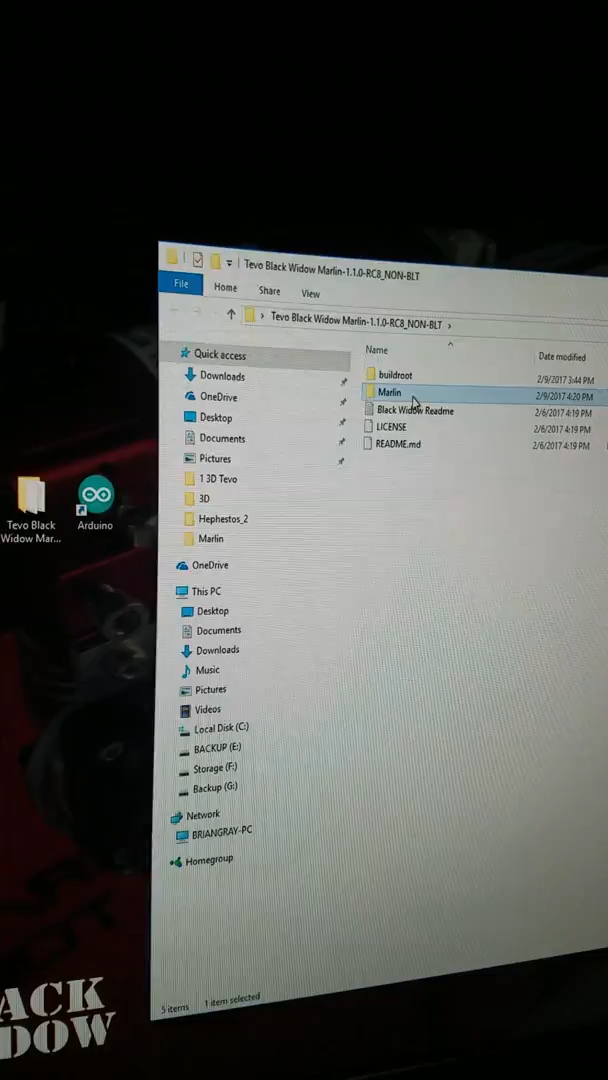 Tevo Black Widow Marlin-1.1.0-RC8_NON-BLT
File Home Share View
Tevo Black Widow Marlin-1.1.0-RC8_NON-BLT
Name Date modified
buildroot 2/9/2017 3:44 PM
Marlin 2/9/2017 4:20 PM
Black Widow Readme 2/6/2017 4:19 PM
LICENSE 2/6/2017 4:19 PM
README.md 2/6/2017 4:19 PM
Quick access
Downloads
OneDrive
Desktop
Documents
Pictures
1 3D Tevo
3D
Hephestos_2
Marlin
OneDrive
This PC
Desktop
Documents
Downloads
Music
Pictures
Videos
Local Disk (C:)
BACKUP (E:)
Storage (F:)
Backup (G:)
Network
BRIANGRAY-PC
Homegroup
5 items 1 item selected
Tevo Black
Widow Mar...
Arduino
ACK
DOW